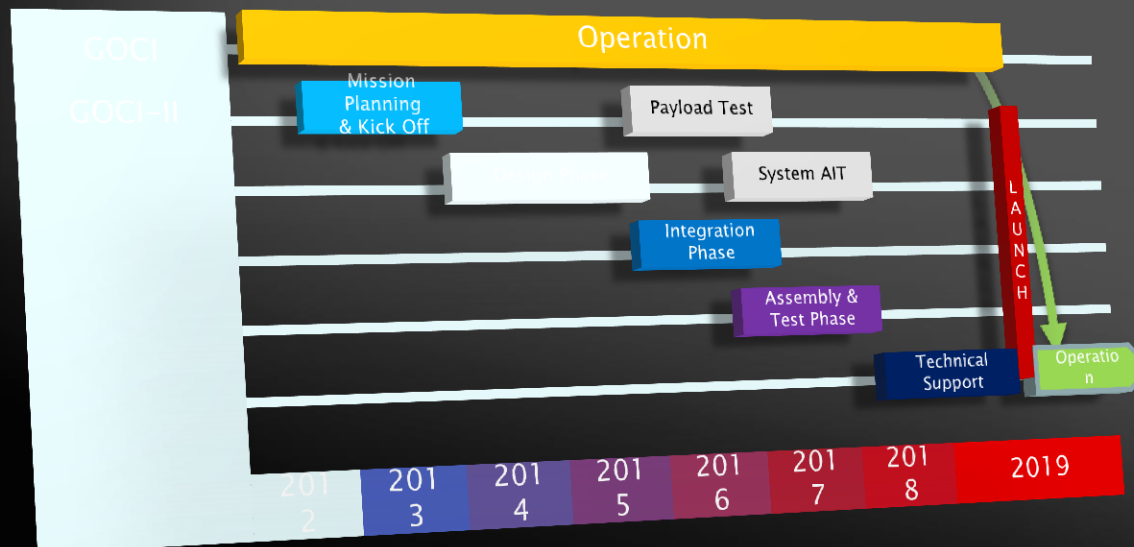 GOCI
Operation
GOCI-II
Mission
Planning
& Kick Off
Payload Test
System AIT
Integration
Phase
Assembly &
Test Phase
Technical
Support
L
A
U
N
C
H
Operatio
n
201
2
201
3
201
4
201
5
201
6
201
7
201
8
2019